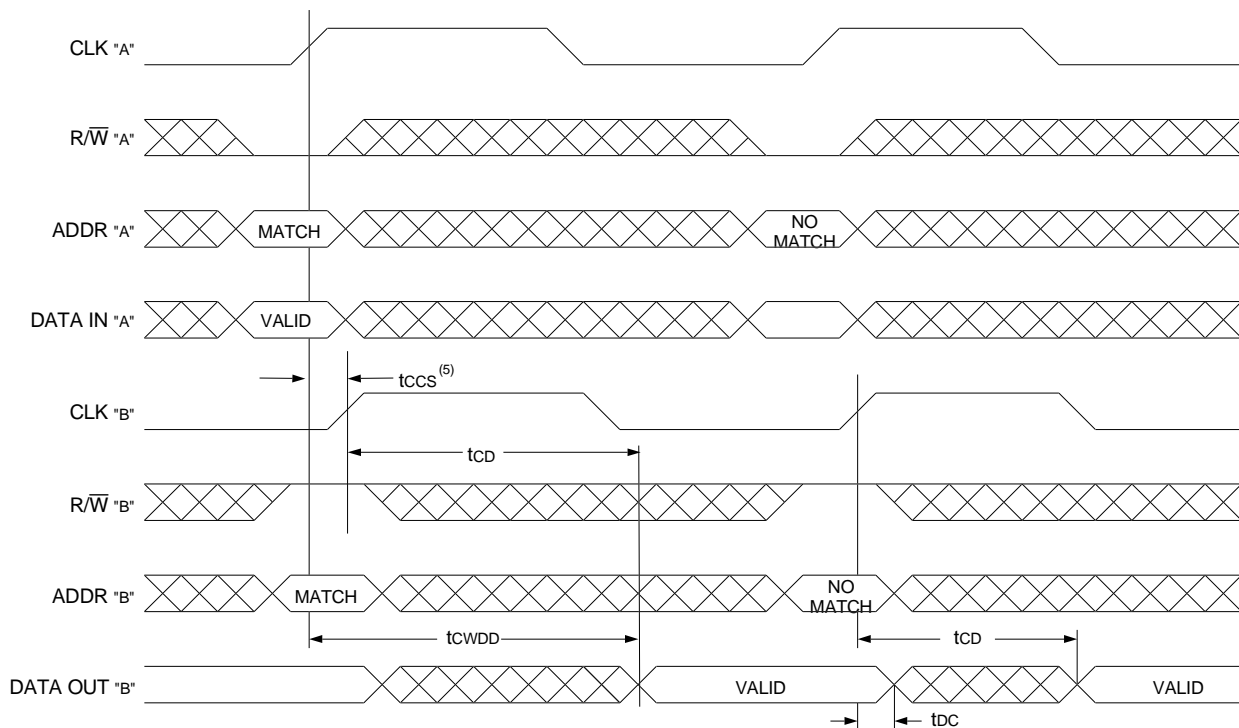 CLK "A"
R/W̅ "A"
ADDR "A"
MATCH
NO
MATCH
DATA IN "A"
VALID
tCCS(5)
CLK "B"
tCD
R/W̅ "B"
ADDR "B"
MATCH
NO
MATCH
tCWDD
tCD
DATA OUT "B"
VALID
VALID
tDC